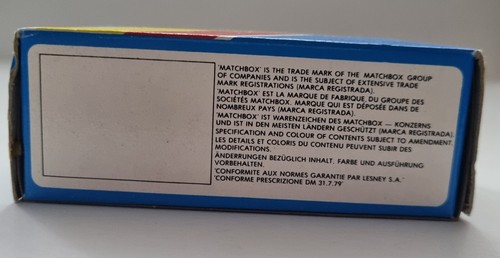 'MATCHBOX' IS THE TRADE MARK OF THE 'MATCHBOX' GROUP
OF COMPANIES AND IS THE SUBJECT OF EXTENSIVE TRADE
MARK REGISTRATIONS (MARCA REGISTRADA).
'MATCHBOX' EST LA MARQUE DE FABRIQUE, DU GROUPE DES
SOCIÉTÉS MATCHBOX. MARQUE QUI EST DÉPOSÉE DANS DE
NOMBREUX PAYS (MARCA REGISTRADA).
'MATCHBOX' IST WARENZEICHEN DES MATCHBOX — KONZERNS
UND IST IN DEN MEISTEN LÄNDERN GESCHÜTZT (MARCA REGISTRADA).
SPECIFICATION AND COLOUR OF CONTENTS SUBJECT TO AMENDMENT.
LES DETAILS ET COLORIS DU CONTENU PEUVENT SUBIR DES
MODIFICATIONS.
ÄNDERRUNGEN BEZÜGLICH INHALT, FARBE UND AUSFÜHRUNG
VORBEHALTEN.
'CONFORMITE AUX NORMES GARANTIE PAR LESNEY S.A.'
'CONFORME PRESCRIZIONE DM 31.7.79'